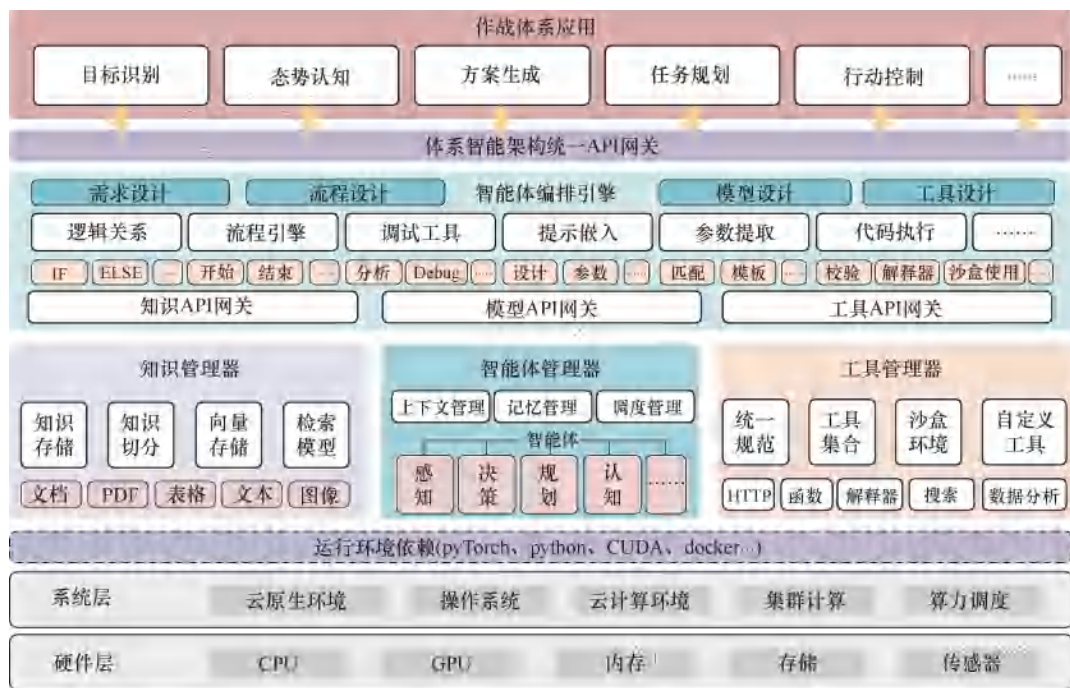 作战体系应用
目标识别 态势认知 方案生成 任务规划 行动控制 ……
体系智能架构统一API网关
需求设计 流程设计 智能体编排引擎 模型设计 工具设计
逻辑关系 流程引擎 调试工具 提示嵌入 参数提取 代码执行 ……
IF ELSE … 开始 结束 … 分析 Debug … 设计 参数 … 匹配 模板 … 校验 解释器 沙盒使用 …
知识API网关 模型API网关 工具API网关
知识管理器 智能体管理器 工具管理器
知识存储 知识切分 向量存储 检索模型
文档 PDF 表格 文本 图像
上下文管理 记忆管理 调度管理
智能体
感知 决策 规划 认知 ……
统一规范 工具集合 沙盒环境 自定义工具
HTTP 函数 解释器 搜索 数据分析
运行环境依赖(pyTorch、python、CUDA、docker…)
系统层 云原生环境 操作系统 云计算环境 集群计算 算力调度
硬件层 CPU GPU 内存 存储 传感器